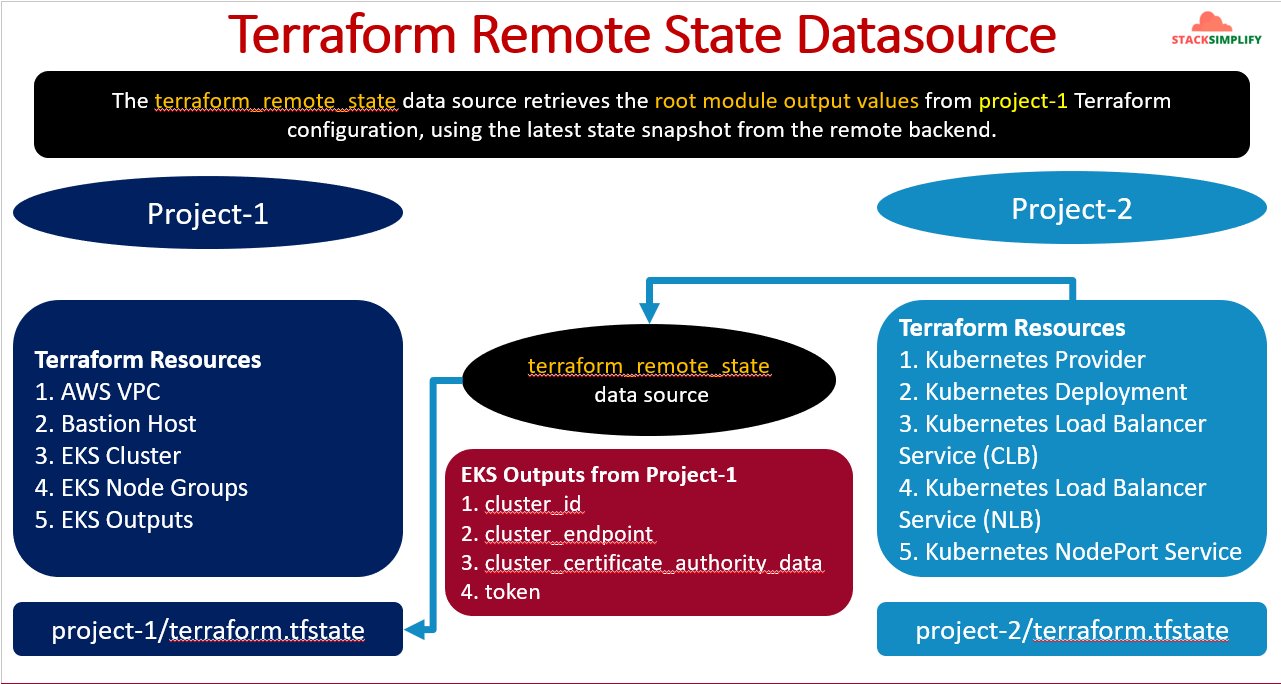 Terraform Remote State Datasource
STACKSIMPLIFY
The terraform_remote_state data source retrieves the root module output values from project-1 Terraform
configuration, using the latest state snapshot from the remote backend.
Project-1
Project-2
Terraform Resources
1. AWS VPC
2. Bastion Host
3. EKS Cluster
4. EKS Node Groups
5. EKS Outputs
project-1/terraform.tfstate
terraform_remote_state
data source
EKS Outputs from Project-1
1. cluster_id
2. cluster_endpoint
3. cluster_certificate_authority_data
4. token
Terraform Resources
1. Kubernetes Provider
2. Kubernetes Deployment
3. Kubernetes Load Balancer
Service (CLB)
4. Kubernetes Load Balancer
Service (NLB)
5. Kubernetes NodePort Service
project-2/terraform.tfstate